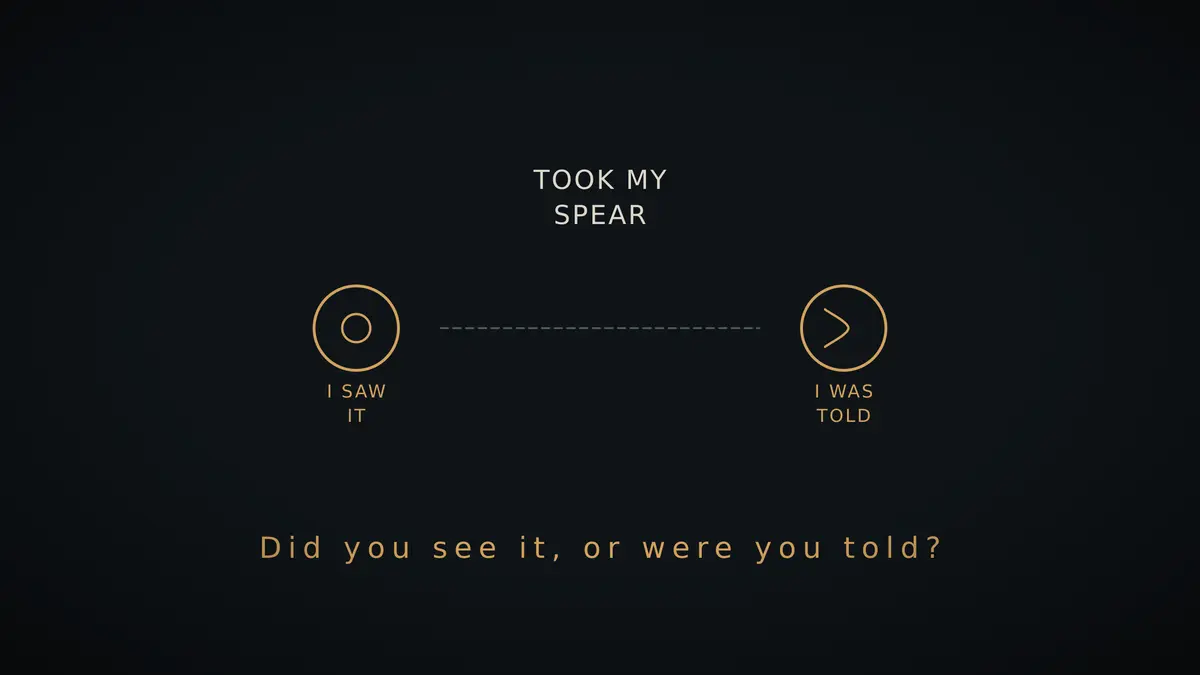 TOOK MY
SPEAR
I SAW
IT
I WAS
TOLD
Did you see it, or were you told?